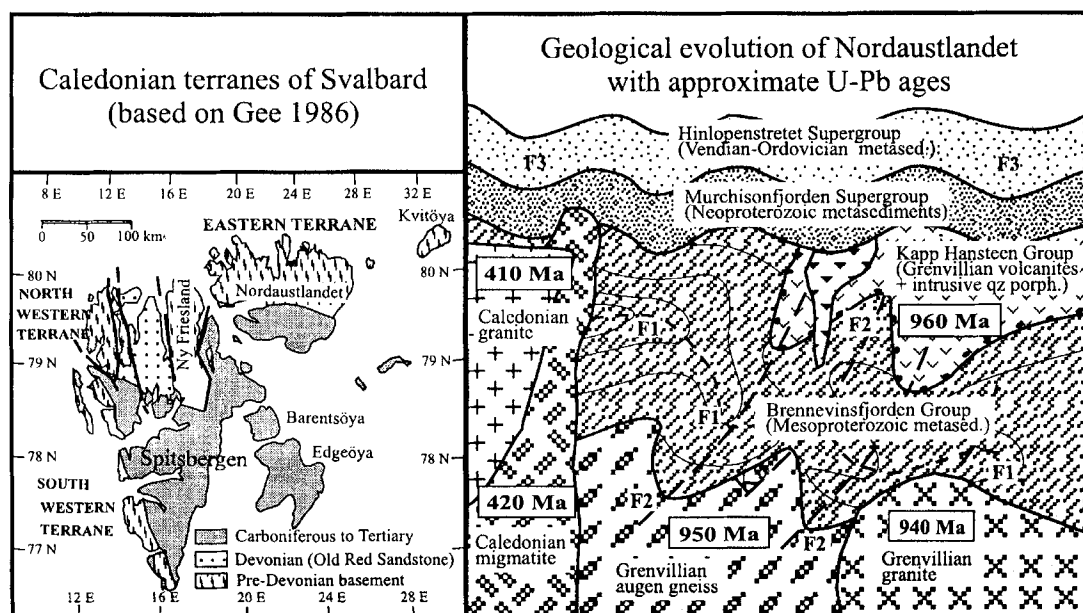 Caledonian terranes of Svalbard
(based on Gee 1986)
8 E 12 E 16 E 20 E 24 E 28 E 32 E
0 50 100 km
EASTERN TERRANE
Kvitöya
80 N
NORTH
WESTERN
TERRANE
Ny Friesland
Nordaustlandet
79 N
Barentsöya
78 N
Spitsbergen
Edgeöya
SOUTH
WESTERN
TERRANE
77 N
Carboniferous to Tertiary
Devonian (Old Red Sandstone)
Pre-Devonian basement
12 E 16 E 20 E 24 E 28 E
Geological evolution of Nordaustlandet
with approximate U-Pb ages
Hinlopenstretet Supergroup
(Vendian-Ordovician metased.)
F3
F3
Murchisonfjorden Supergroup
(Neoproterozoic metasediments)
80 N
410 Ma
Caledonian
granite
Kapp Hansteen Group
(Grenvillian volcanites
+ intrusive qz porph.)
F1
F2
960 Ma
79 N
F1
Brennevinsfjorden Group
(Mesoproterozoic metased.)
78 N
F1
420 Ma
F2
950 Ma
F2
940 Ma
77 N
Caledonian
migmatite
Grenvillian
augen gneiss
Grenvillian
granite